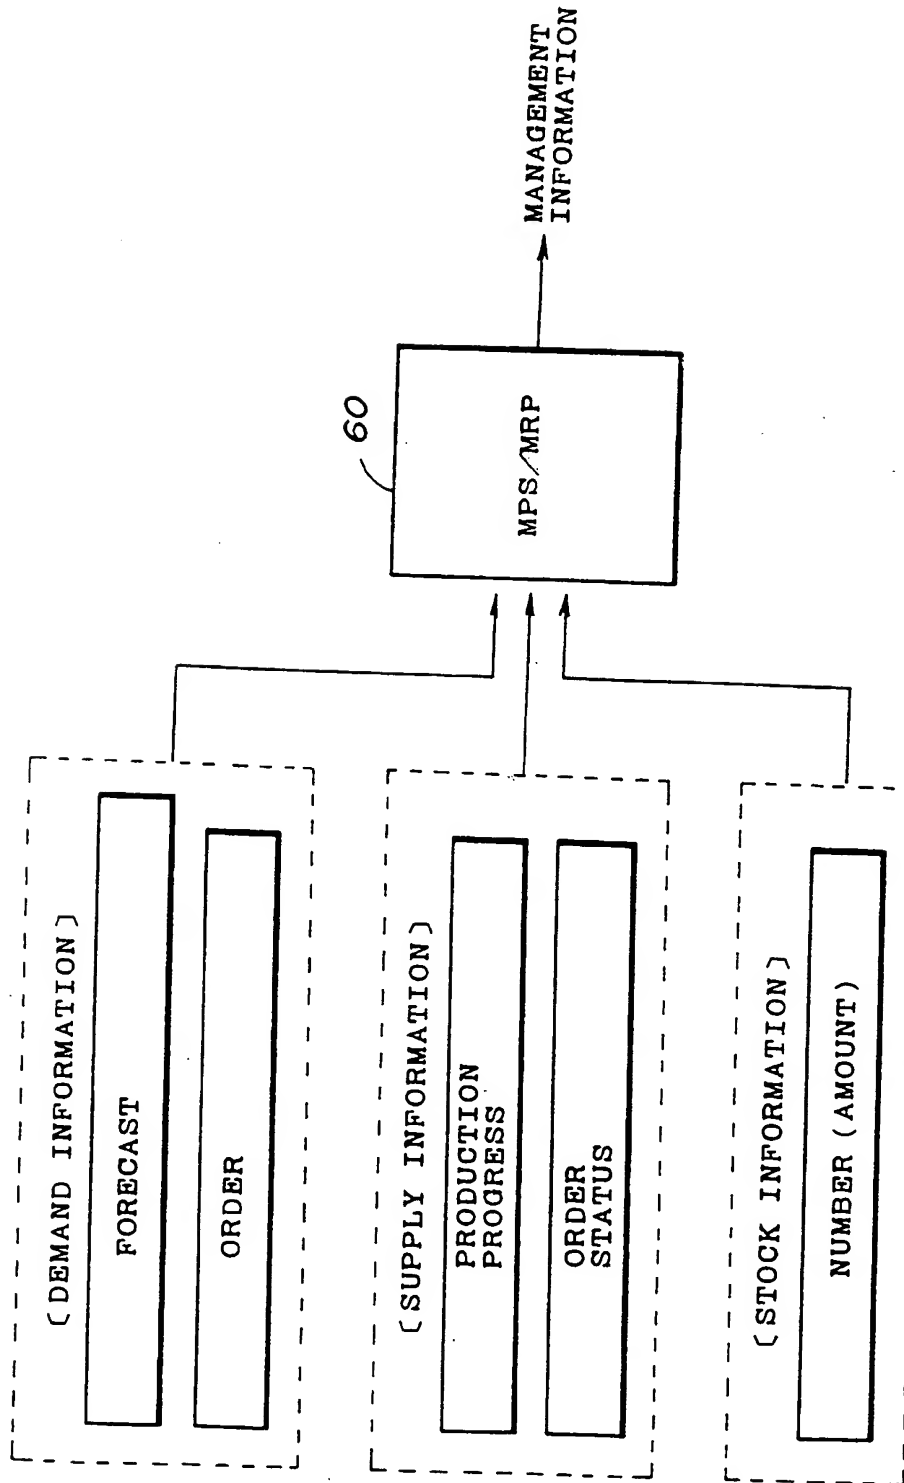 (DEMAND INFORMATION)
FORECAST
ORDER
(SUPPLY INFORMATION)
PRODUCTION
PROGRESS
ORDER
STATUS
(STOCK INFORMATION)
NUMBER (AMOUNT)
60
MPS/MRP
MANAGEMENT
INFORMATION